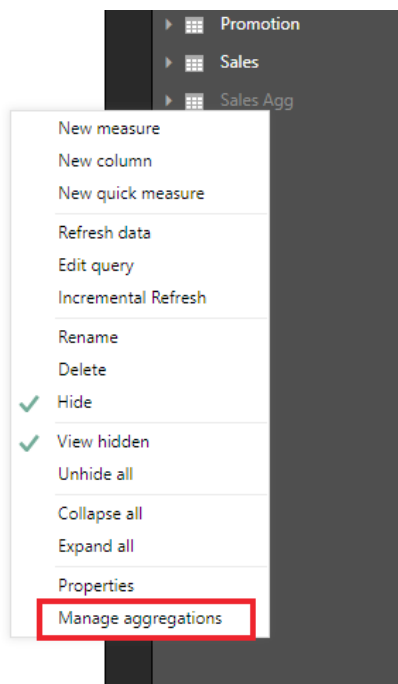 Promotion
Sales
Sales Agg
New measure
New column
New quick measure
Refresh data
Edit query
Incremental Refresh
Rename
Delete
Hide
View hidden
Unhide all
Collapse all
Expand all
Properties
Manage aggregations